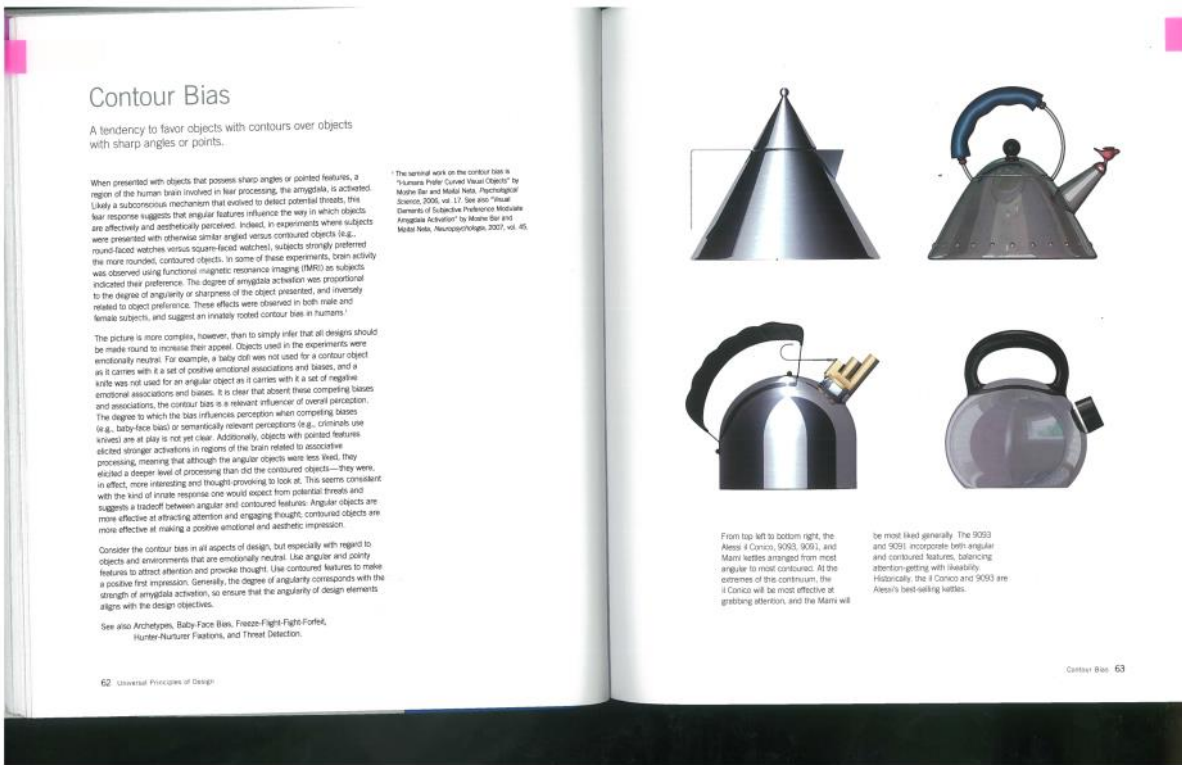 Contour Bias
A tendency to favor objects with contours over objects
with sharp angles or points.
When presented with objects that possess sharp angles or pointed features, a
region of the human brain involved in fear processing, the amygdala, is activated.
Likely a subconscious mechanism that evolved to detect potential threats, this
fear response suggests that angular features influence the way in which objects
are affectively and aesthetically perceived. Indeed, in experiments where subjects
were presented with otherwise similar angled versus contoured objects (e.g.,
round-faced watches versus square-faced watches), subjects strongly preferred
the more rounded, contoured objects. In some of these experiments, brain activity
was observed using functional magnetic resonance imaging (fMRI) as subjects
indicated their preference. The degree of amygdala activation was proportional
to the degree of angularity or sharpness of the object presented, and inversely
related to object preference. These effects were observed in both male and
female subjects, and suggest an innately rooted contour bias in humans.¹
The picture is more complex, however, than to simply infer that all designs should
be made round to increase their appeal. Objects used in the experiments were
emotionally neutral. For example, a baby doll was not used for a contour object
as it carries with it a set of positive emotional associations and biases, and a
knife was not used for an angular object as it carries with it a set of negative
emotional associations and biases. It is clear that absent these competing biases
and associations, the contour bias is a relevant influencer of overall perception.
The degree to which the bias influences perception when competing biases
(e.g., baby-face bias) or semantically relevant perceptions (e.g., criminals use
knives) are at play is not yet clear. Additionally, objects with pointed features
elicited stronger activations in regions of the brain related to associative
processing, meaning that although the angular objects were less liked, they
elicited a deeper level of processing than did the contoured objects—they were,
in effect, more interesting and thought-provoking to look at. This seems consistent
with the kind of innate response one would expect from potential threats and
suggests a tradeoff between angular and contoured features: Angular objects are
more effective at attracting attention and engaging thought; contoured objects are
more effective at making a positive emotional and aesthetic impression.
Consider the contour bias in all aspects of design, but especially with regard to
objects and environments that are emotionally neutral. Use angular and pointy
features to attract attention and provoke thought. Use contoured features to make
a positive first impression. Generally, the degree of angularity corresponds with the
strength of amygdala activation, so ensure that the angularity of design elements
aligns with the design objectives.
See also Archetypes, Baby-Face Bias, Freeze-Flight-Fight-Forfeit,
Hunter-Nurturer Fixations, and Threat Detection.
¹ The seminal work on the contour bias is
"Humans Prefer Curved Visual Objects" by
Moshe Bar and Maital Neta, Psychological
Science, 2006, vol. 17. See also "Visual
Elements of Subjective Preference Modulate
Amygdala Activation" by Moshe Bar and
Maital Neta, Neuropsychologia, 2007, vol. 45.
62 Universal Principles of Design
From top left to bottom right, the
Alessi il Conico, 9093, 9091, and
Mami kettles arranged from most
angular to most contoured. At the
extremes of this continuum, the
il Conico will be most effective at
grabbing attention, and the Mami will
be most liked generally. The 9093
and 9091 incorporate both angular
and contoured features, balancing
attention-getting with likeability.
Historically, the il Conico and 9093 are
Alessi's best-selling kettles.
Contour Bias 63